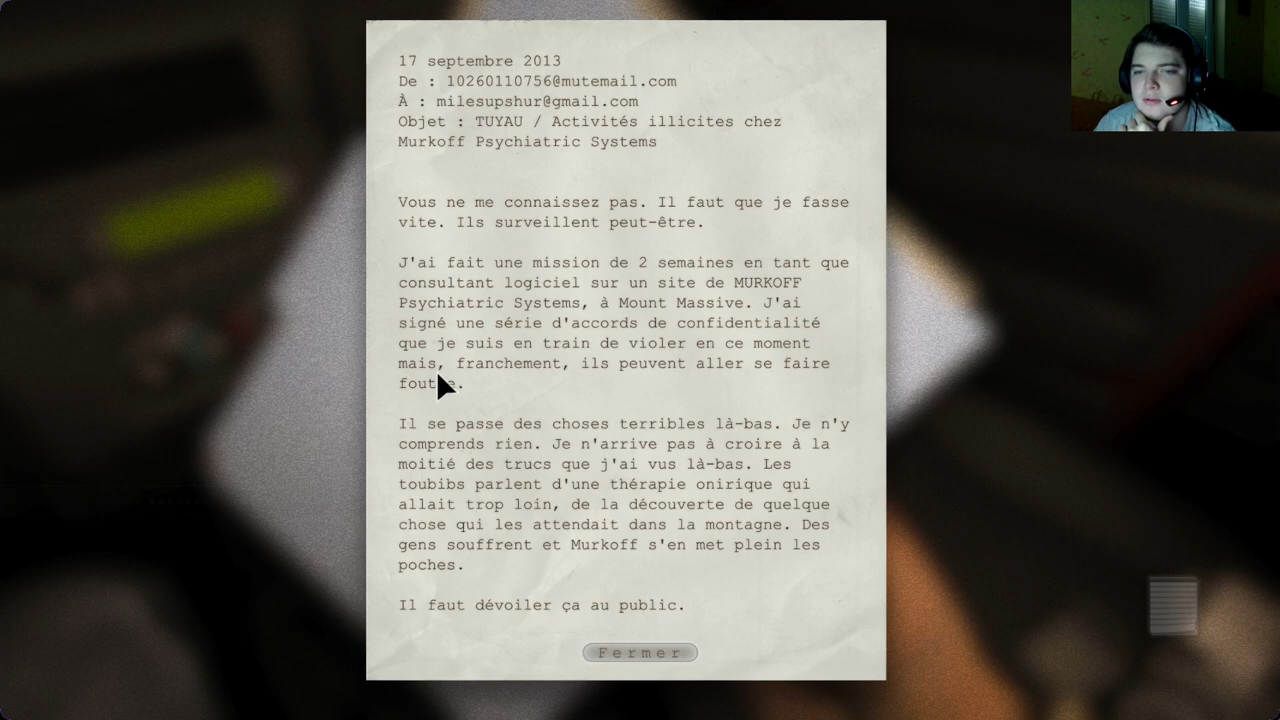 17 septembre 2013
De : 10260110756@mutemail.com
À : milesupshur@gmail.com
Objet : TUYAU / Activités illicites chez
Murkoff Psychiatric Systems
Vous ne me connaissez pas. Il faut que je fasse
vite. Ils surveillent peut-être.
J'ai fait une mission de 2 semaines en tant que
consultant logiciel sur un site de MURKOFF
Psychiatric Systems, à Mount Massive. J'ai
signé une série d'accords de confidentialité
que je suis en train de violer en ce moment
mais, franchement, ils peuvent aller se faire
foutre.
Il se passe des choses terribles là-bas. Je n'y
comprends rien. Je n'arrive pas à croire à la
moitié des trucs que j'ai vus là-bas. Les
toubibs parlent d'une thérapie onirique qui
allait trop loin, de la découverte de quelque
chose qui les attendait dans la montagne. Des
gens souffrent et Murkoff s'en met plein les
poches.
Il faut dévoiler ça au public.
Fermer